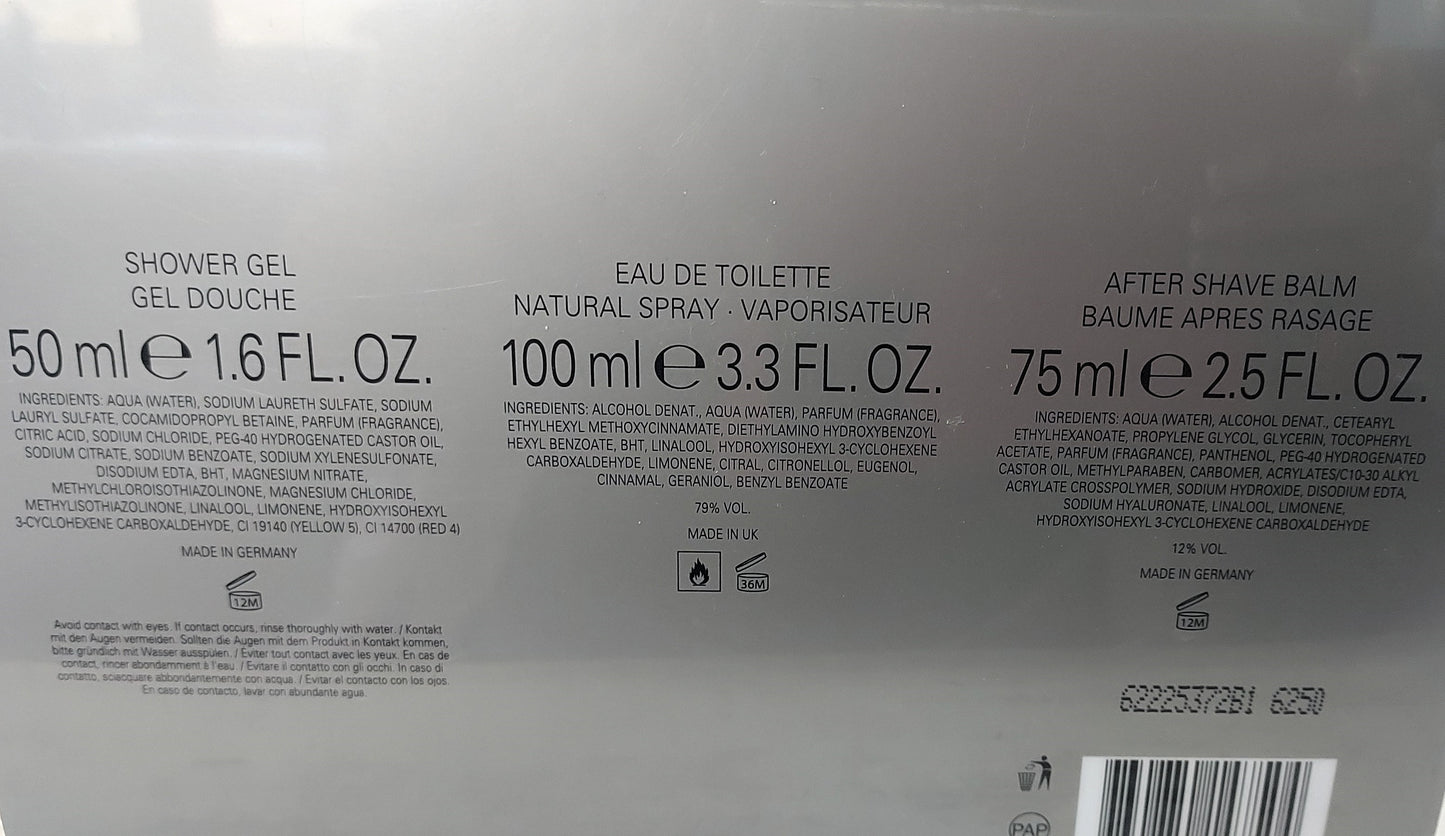 SHOWER GEL
GEL DOUCHE
50 ml e 1.6 FL. OZ.
INGREDIENTS: AQUA (WATER), SODIUM LAURETH SULFATE, SODIUM
LAURYL SULFATE, COCAMIDOPROPYL BETAINE, PARFUM (FRAGRANCE),
CITRIC ACID, SODIUM CHLORIDE, PEG-40 HYDROGENATED CASTOR OIL,
SODIUM CITRATE, SODIUM BENZOATE, SODIUM XYLENESULFONATE,
DISODIUM EDTA, BHT, MAGNESIUM NITRATE,
METHYLCHLOROISOTHIAZOLINONE, MAGNESIUM CHLORIDE,
METHYLISOTHIAZOLINONE, LINALOOL, LIMONENE, HYDROXYISOHEXYL
3-CYCLOHEXENE CARBOXALDEHYDE, CI 19140 (YELLOW 5), CI 14700 (RED 4)
MADE IN GERMANY
12M
Avoid contact with eyes. If contact occurs, rinse thoroughly with water. / Kontakt
mit den Augen vermeiden. Sollten die Augen mit dem Produkt in Kontakt kommen,
bitte gründlich mit Wasser ausspülen. / Eviter tout contact avec les yeux. En cas de
contact, rincer abondamment à l'eau. / Evitare il contatto con gli occhi. In caso di
contatto, sciacquare abbondantemente con acqua. / Evitar el contacto con los ojos.
En caso de contacto, lavar con abundante agua.
EAU DE TOILETTE
NATURAL SPRAY · VAPORISATEUR
100 ml e 3.3 FL. OZ.
INGREDIENTS: ALCOHOL DENAT., AQUA (WATER), PARFUM (FRAGRANCE),
ETHYLHEXYL METHOXYCINNAMATE, DIETHYLAMINO HYDROXYBENZOYL
HEXYL BENZOATE, BHT, LINALOOL, HYDROXYISOHEXYL 3-CYCLOHEXENE
CARBOXALDEHYDE, LIMONENE, CITRAL, CITRONELLOL, EUGENOL,
CINNAMAL, GERANIOL, BENZYL BENZOATE
79% VOL.
MADE IN UK
36M
AFTER SHAVE BALM
BAUME APRES RASAGE
75 ml e 2.5 FL. OZ.
INGREDIENTS: AQUA (WATER), ALCOHOL DENAT., CETEARYL
ETHYLHEXANOATE, PROPYLENE GLYCOL, GLYCERIN, TOCOPHERYL
ACETATE, PARFUM (FRAGRANCE), PANTHENOL, PEG-40 HYDROGENATED
CASTOR OIL, METHYLPARABEN, CARBOMER, ACRYLATES/C10-30 ALKYL
ACRYLATE CROSSPOLYMER, SODIUM HYDROXIDE, DISODIUM EDTA,
SODIUM HYALURONATE, LINALOOL, LIMONENE,
HYDROXYISOHEXYL 3-CYCLOHEXENE CARBOXALDEHYDE
12% VOL.
MADE IN GERMANY
12M
62225372B1 6250
PAP